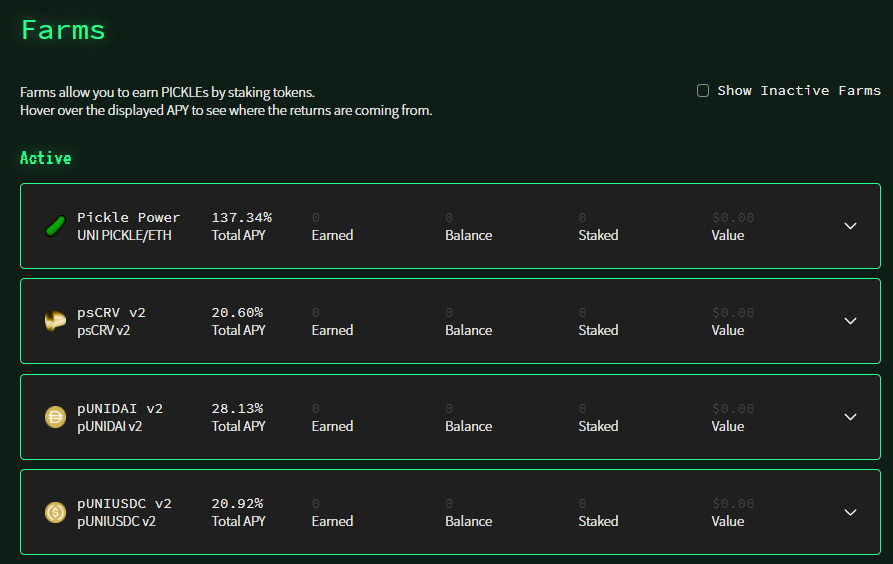 Farms
Farms allow you to earn PICKLEs by staking tokens.
Hover over the displayed APY to see where the returns are coming from.
Show Inactive Farms
Active
Pickle Power 137.34% 0 0 0 $0.00
UNI PICKLE/ETH Total APY Earned Balance Staked Value
psCRV v2 20.60% 0 0 0 $0.00
psCRV v2 Total APY Earned Balance Staked Value
pUNIDAI v2 28.13% 0 0 0 $0.00
pUNIDAI v2 Total APY Earned Balance Staked Value
pUNIUSDC v2 20.92% 0 0 0 $0.00
pUNIUSDC v2 Total APY Earned Balance Staked Value